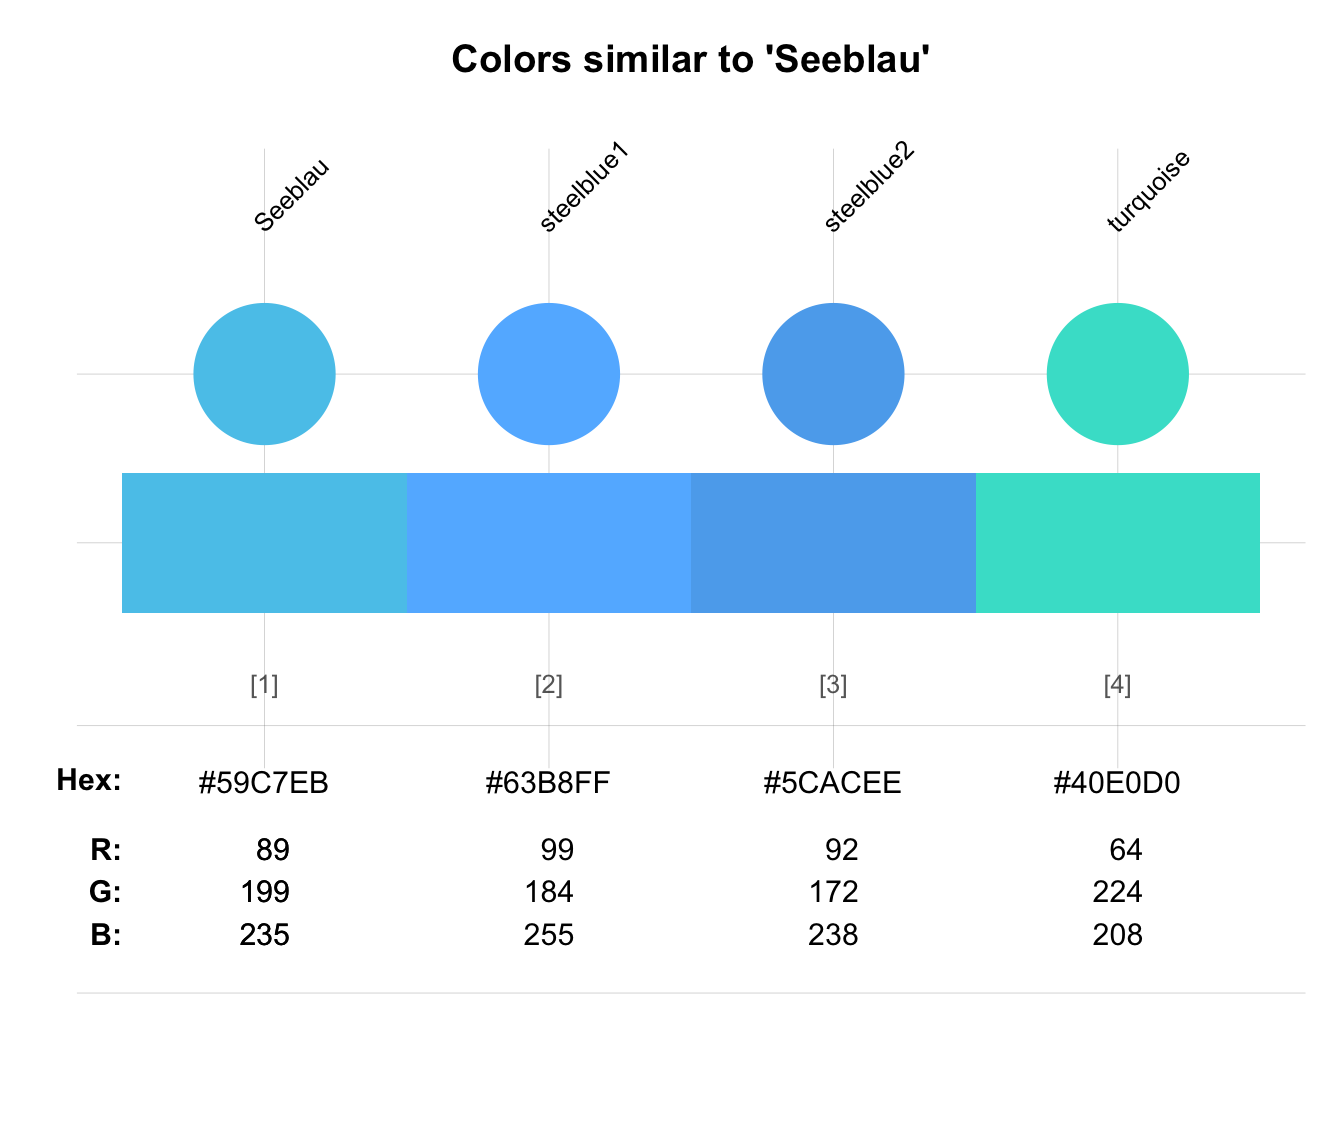 Colors similar to 'Seeblau'
Seeblau steelblue1 steelblue2 turquoise
[1] [2] [3] [4]
Hex: #59C7EB #63B8FF #5CACEE #40E0D0
R: 89 99 92 64
G: 199 184 172 224
B: 235 255 238 208